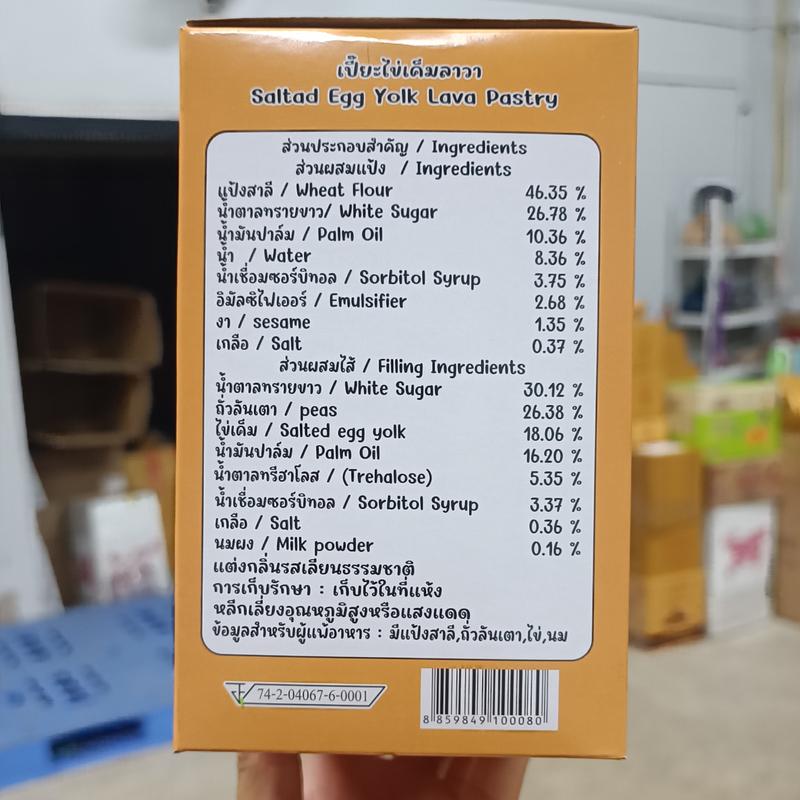 เปี๊ยะไข่เค็มลาวา
Saltad Egg Yolk Lava Pastry
ส่วนประกอบสำคัญ / Ingredients
ส่วนผสมแป้ง / Ingredients
แป้งสาลี / Wheat Flour 46.35 %
น้ำตาลทรายขาว/ White Sugar 26.78 %
น้ำมันปาล์ม / Palm Oil 10.36 %
น้ำ / Water 8.36 %
น้ำเชื่อมซอร์บิทอล / Sorbitol Syrup 3.75 %
อิมัลซิไฟเออร์ / Emulsifier 2.68 %
งา / sesame 1.35 %
เกลือ / Salt 0.37 %
ส่วนผสมไส้ / Filling Ingredients
น้ำตาลทรายขาว / White Sugar 30.12 %
ถั่วลันเตา / peas 26.38 %
ไข่เค็ม / Salted egg yolk 18.06 %
น้ำมันปาล์ม / Palm Oil 16.20 %
น้ำตาลทรีฮาโลส / (Trehalose) 5.35 %
น้ำเชื่อมซอร์บิทอล / Sorbitol Syrup 3.37 %
เกลือ / Salt 0.36 %
นมผง / Milk powder 0.16 %
แต่งกลิ่นรสเลียนธรรมชาติ
การเก็บรักษา : เก็บไว้ในที่แห้ง
หลีกเลี่ยงอุณหภูมิสูงหรือแสงแดด
ข้อมูลสำหรับผู้แพ้อาหาร : มีแป้งสาลี,ถั่วลันเตา,ไข่,นม
74-2-04067-6-0001
8 859849 100080